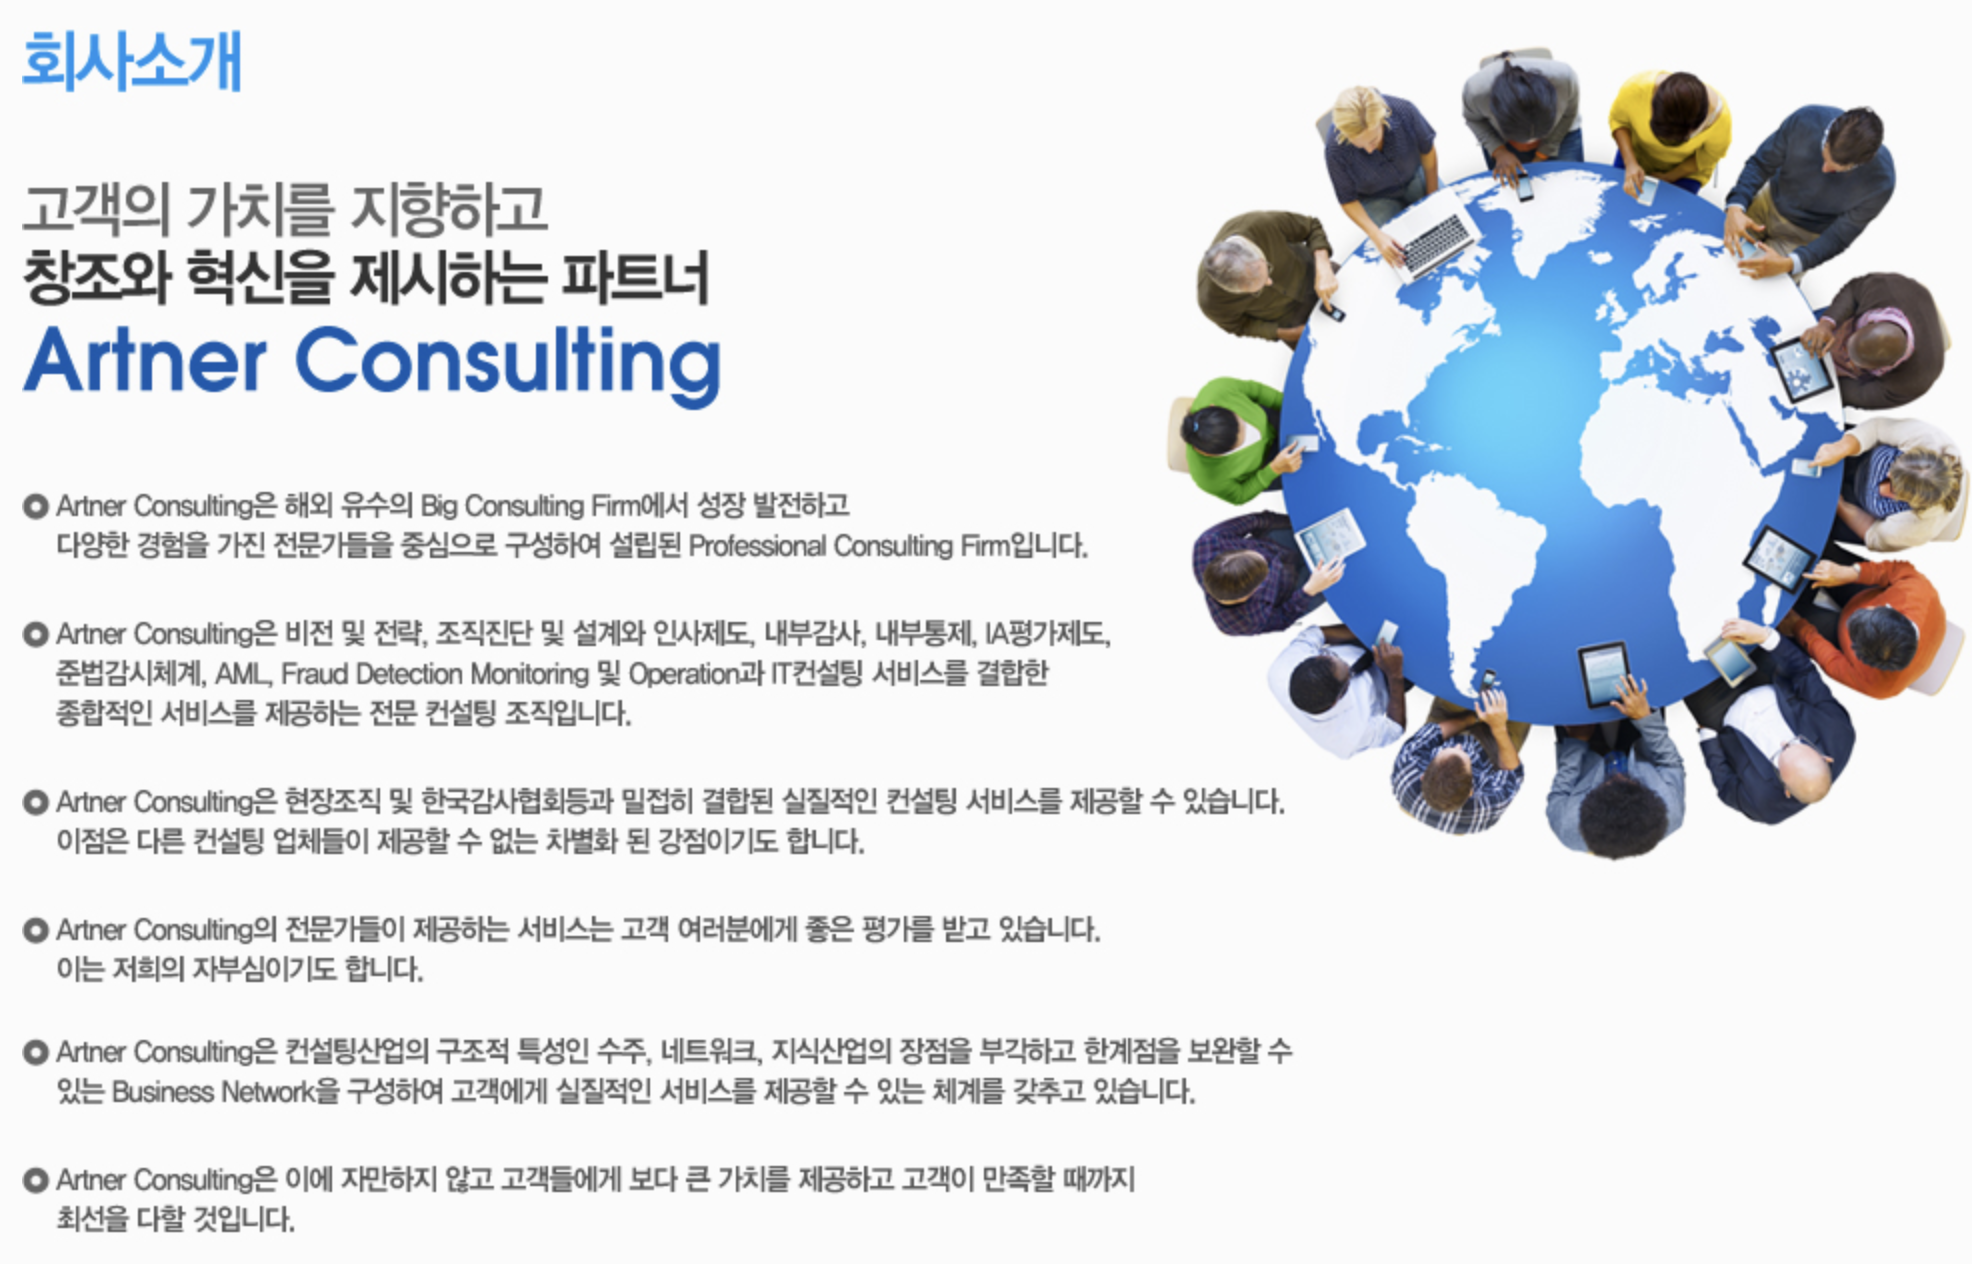 회사소개
고객의 가치를 지향하고
창조와 혁신을 제시하는 파트너
Artner Consulting
Artner Consulting은 해외 유수의 Big Consulting Firm에서 성장 발전하고
다양한 경험을 가진 전문가들을 중심으로 구성하여 설립된 Professional Consulting Firm입니다.
Artner Consulting은 비전 및 전략, 조직진단 및 설계와 인사제도, 내부감사, 내부통제, IA평가제도,
준법감시체계, AML, Fraud Detection Monitoring 및 Operation과 IT컨설팅 서비스를 결합한
종합적인 서비스를 제공하는 전문 컨설팅 조직입니다.
Artner Consulting은 현장조직 및 한국감사협회등과 밀접히 결합된 실질적인 컨설팅 서비스를 제공할 수 있습니다.
이점은 다른 컨설팅 업체들이 제공할 수 없는 차별화 된 강점이기도 합니다.
Artner Consulting의 전문가들이 제공하는 서비스는 고객 여러분에게 좋은 평가를 받고 있습니다.
이는 저희의 자부심이기도 합니다.
Artner Consulting은 컨설팅산업의 구조적 특성인 수주, 네트워크, 지식산업의 장점을 부각하고 한계점을 보완할 수
있는 Business Network을 구성하여 고객에게 실질적인 서비스를 제공할 수 있는 체계를 갖추고 있습니다.
Artner Consulting은 이에 자만하지 않고 고객들에게 보다 큰 가치를 제공하고 고객이 만족할 때까지
최선을 다할 것입니다.